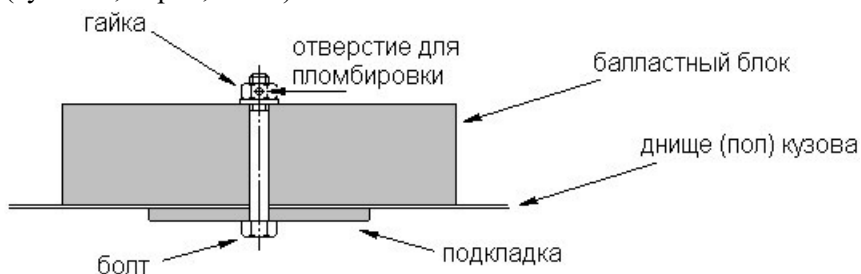 гайка
отверстие для
пломбировки
балластный блок
днище (пол) кузова
болт
подкладка